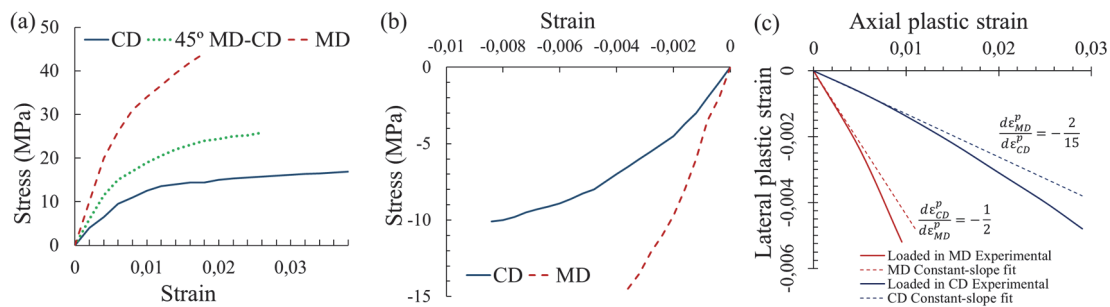 (a)
50
40
30
20
10
0
Stress (MPa)
CD 45º MD-CD MD
0 0,01 0,02 0,03
Strain
(b)
Strain
-0,01 -0,008 -0,006 -0,004 -0,002 0
0
-5
-10
-15
Stress (MPa)
CD MD
(c)
Axial plastic strain
0 0,01 0,02 0,03
0
-0,002
-0,004
-0,006
Lateral plastic strain
dε^p_MD / dε^p_CD = - 2/15
dε^p_CD / dε^p_MD = - 1/2
Loaded in MD Experimental
MD Constant-slope fit
Loaded in CD Experimental
CD Constant-slope fit